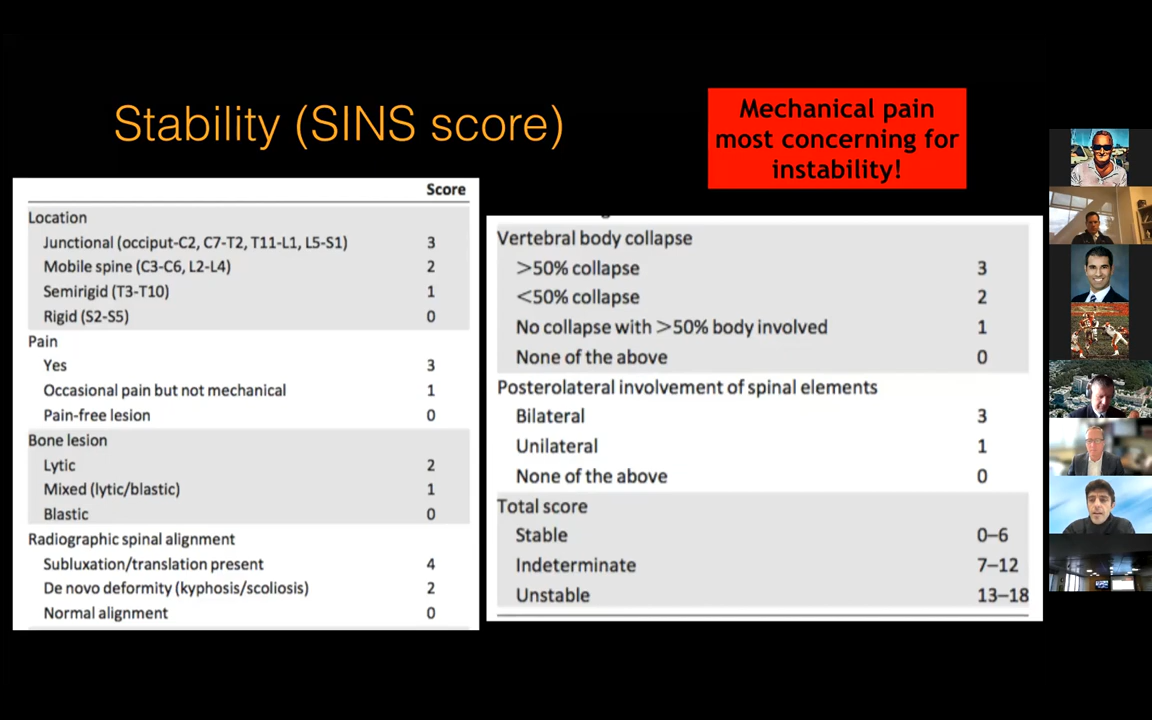 Stability (SINS score)
Mechanical pain
most concerning for
instability!
Score
Location
Junctional (occiput-C2, C7-T2, T11-L1, L5-S1) 3
Mobile spine (C3-C6, L2-L4) 2
Semirigid (T3-T10) 1
Rigid (S2-S5) 0
Pain
Yes 3
Occasional pain but not mechanical 1
Pain-free lesion 0
Bone lesion
Lytic 2
Mixed (lytic/blastic) 1
Blastic 0
Radiographic spinal alignment
Subluxation/translation present 4
De novo deformity (kyphosis/scoliosis) 2
Normal alignment 0
Vertebral body collapse
>50% collapse 3
<50% collapse 2
No collapse with >50% body involved 1
None of the above 0
Posterolateral involvement of spinal elements
Bilateral 3
Unilateral 1
None of the above 0
Total score
Stable 0–6
Indeterminate 7–12
Unstable 13–18